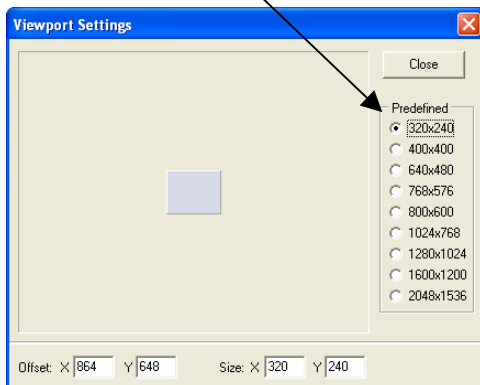 Viewport Settings
Close
Predefined
320x240
400x400
640x480
768x576
800x600
1024x768
1280x1024
1600x1200
2048x1536
Offset: X 864 Y 648 Size: X 320 Y 240